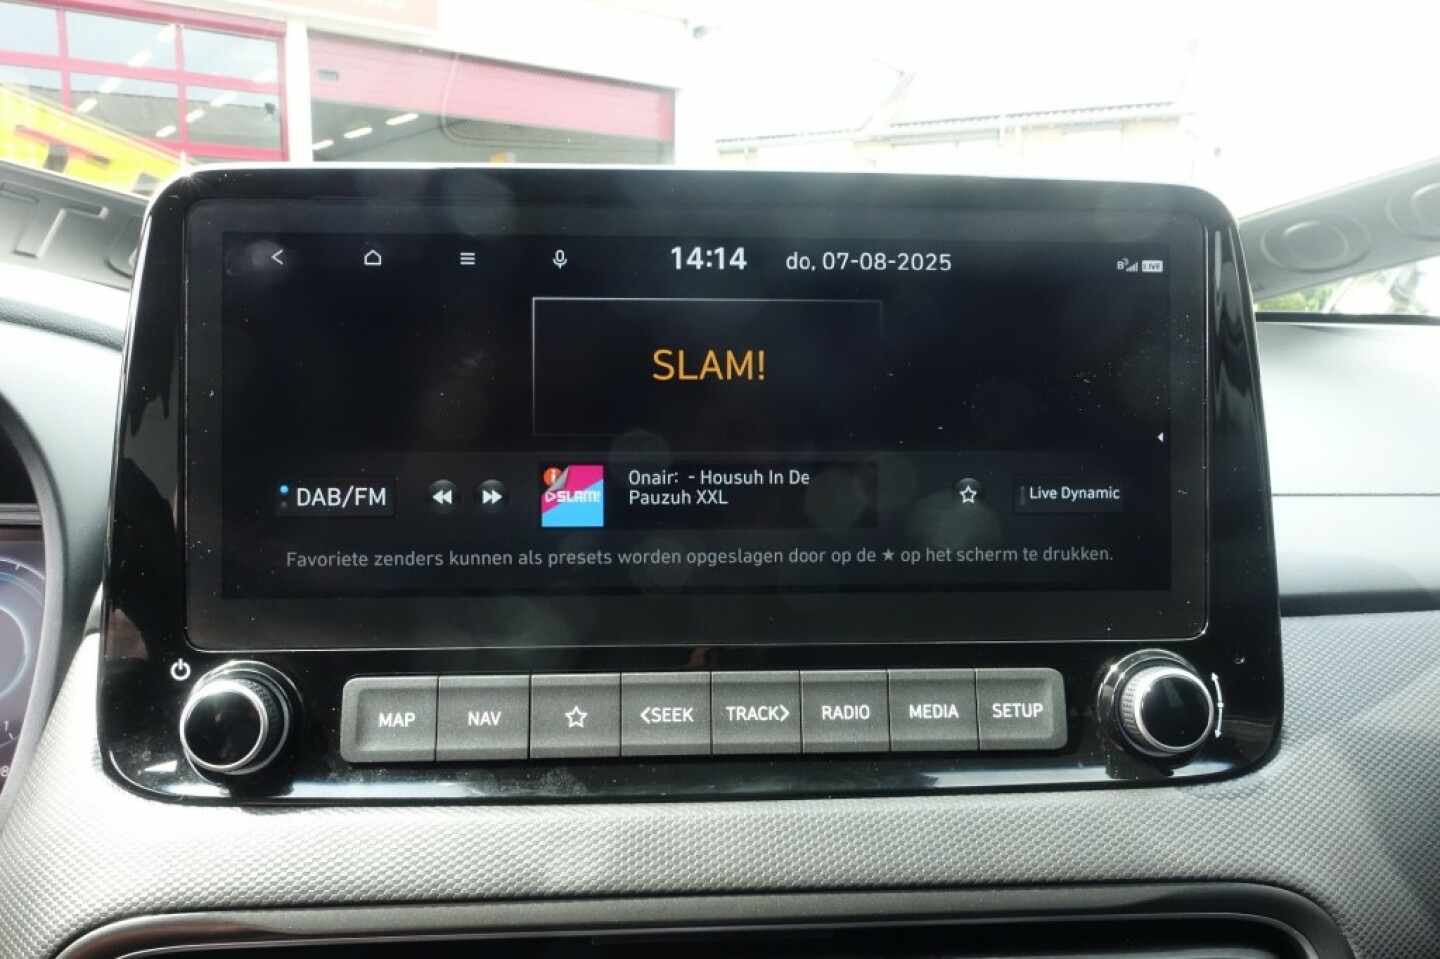 14:14 do, 07-08-2025 LIVE
SLAM!
DAB/FM
SLAM!
Onair: - Housuh In De
Pauzuh XXL
Live Dynamic
Favoriete zenders kunnen als presets worden opgeslagen door op de ★ op het scherm te drukken.
MAP NAV ☆ <SEEK TRACK> RADIO MEDIA SETUP